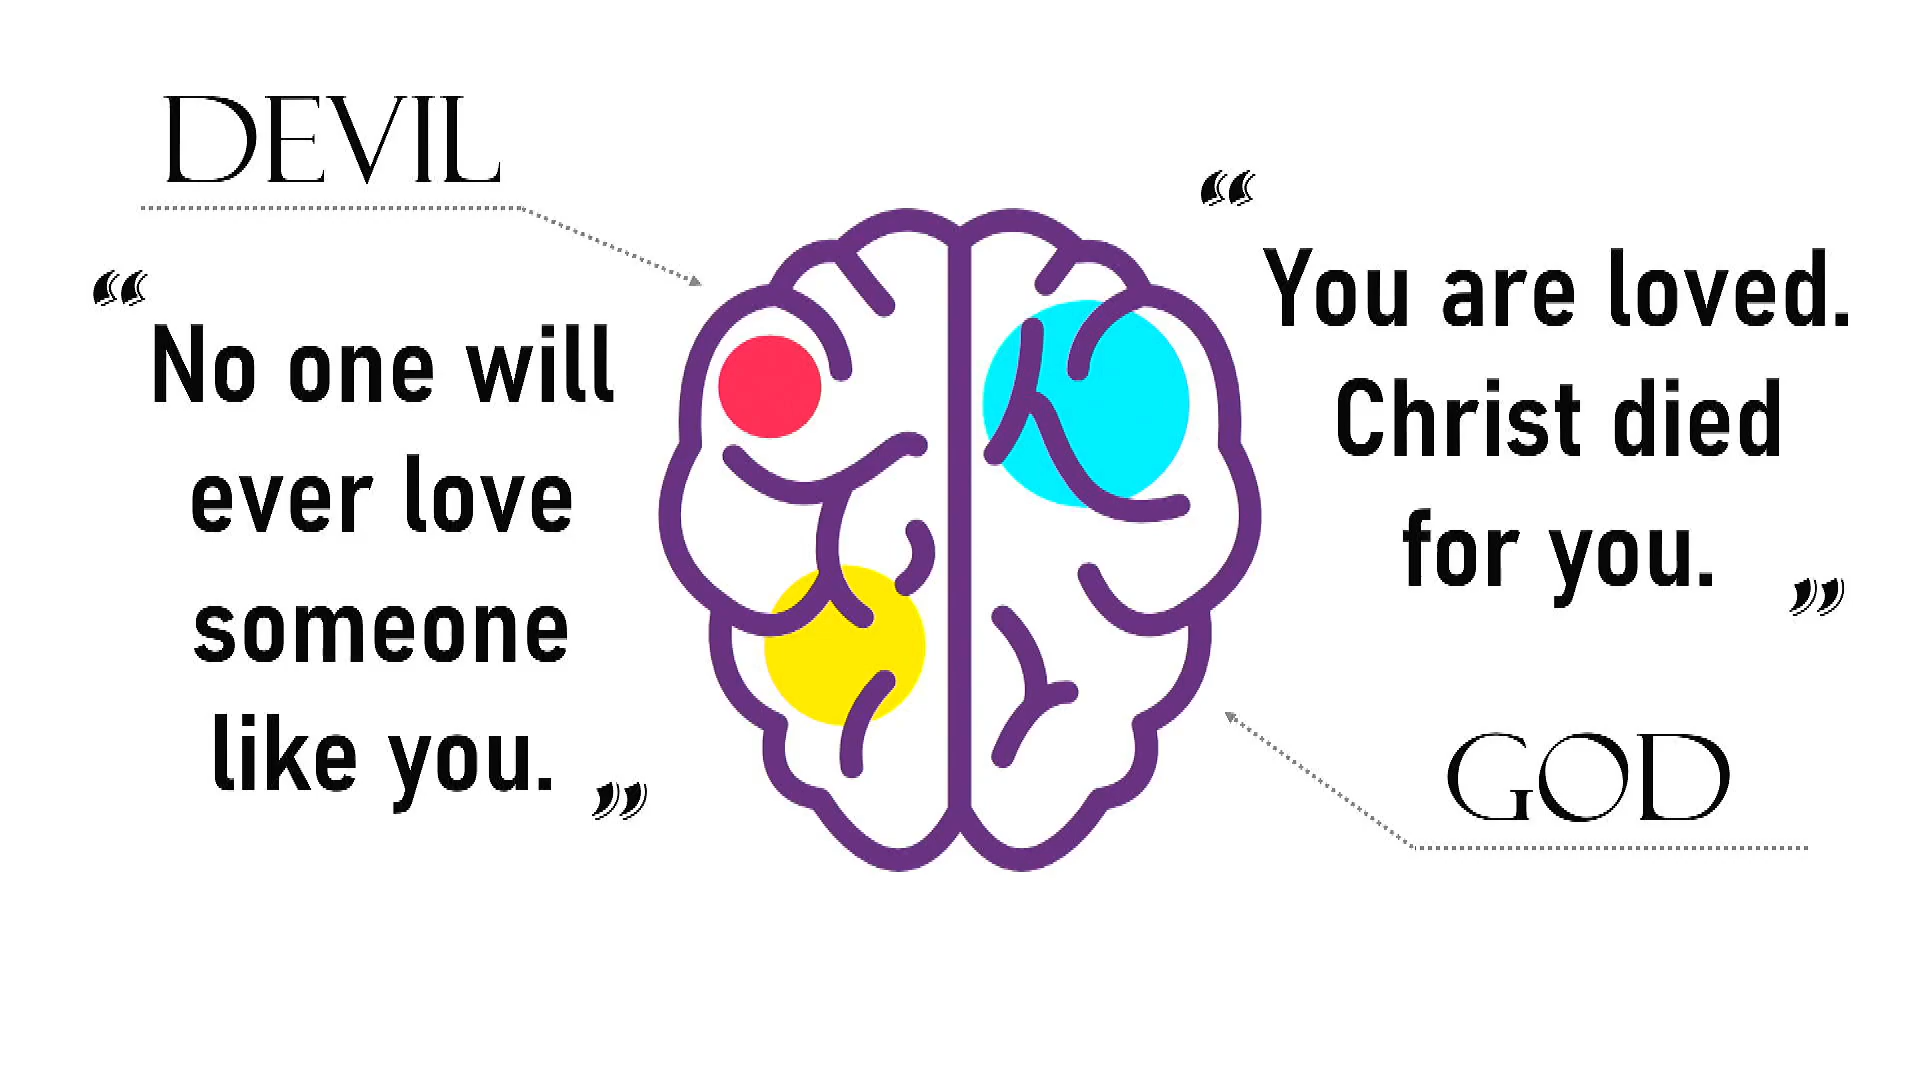 DEVIL
“No one will
ever love
someone
like you.”
“You are loved.
Christ died
for you.”
GOD